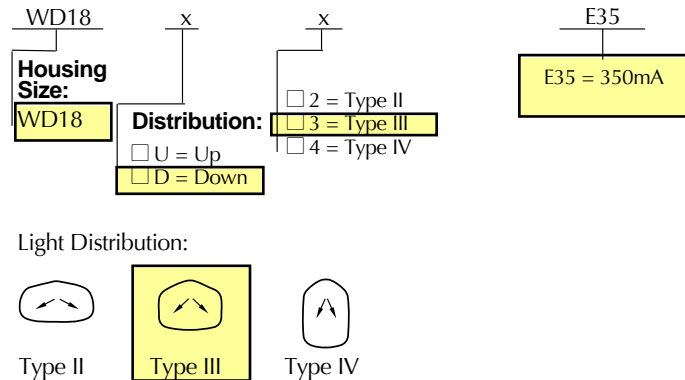 WD18 x x E35
Housing
Size:
WD18
Distribution:
☐ U = Up
☐ D = Down
☐ 2 = Type II
☐ 3 = Type III
☐ 4 = Type IV
E35 = 350mA
Light Distribution:
Type II Type III Type IV